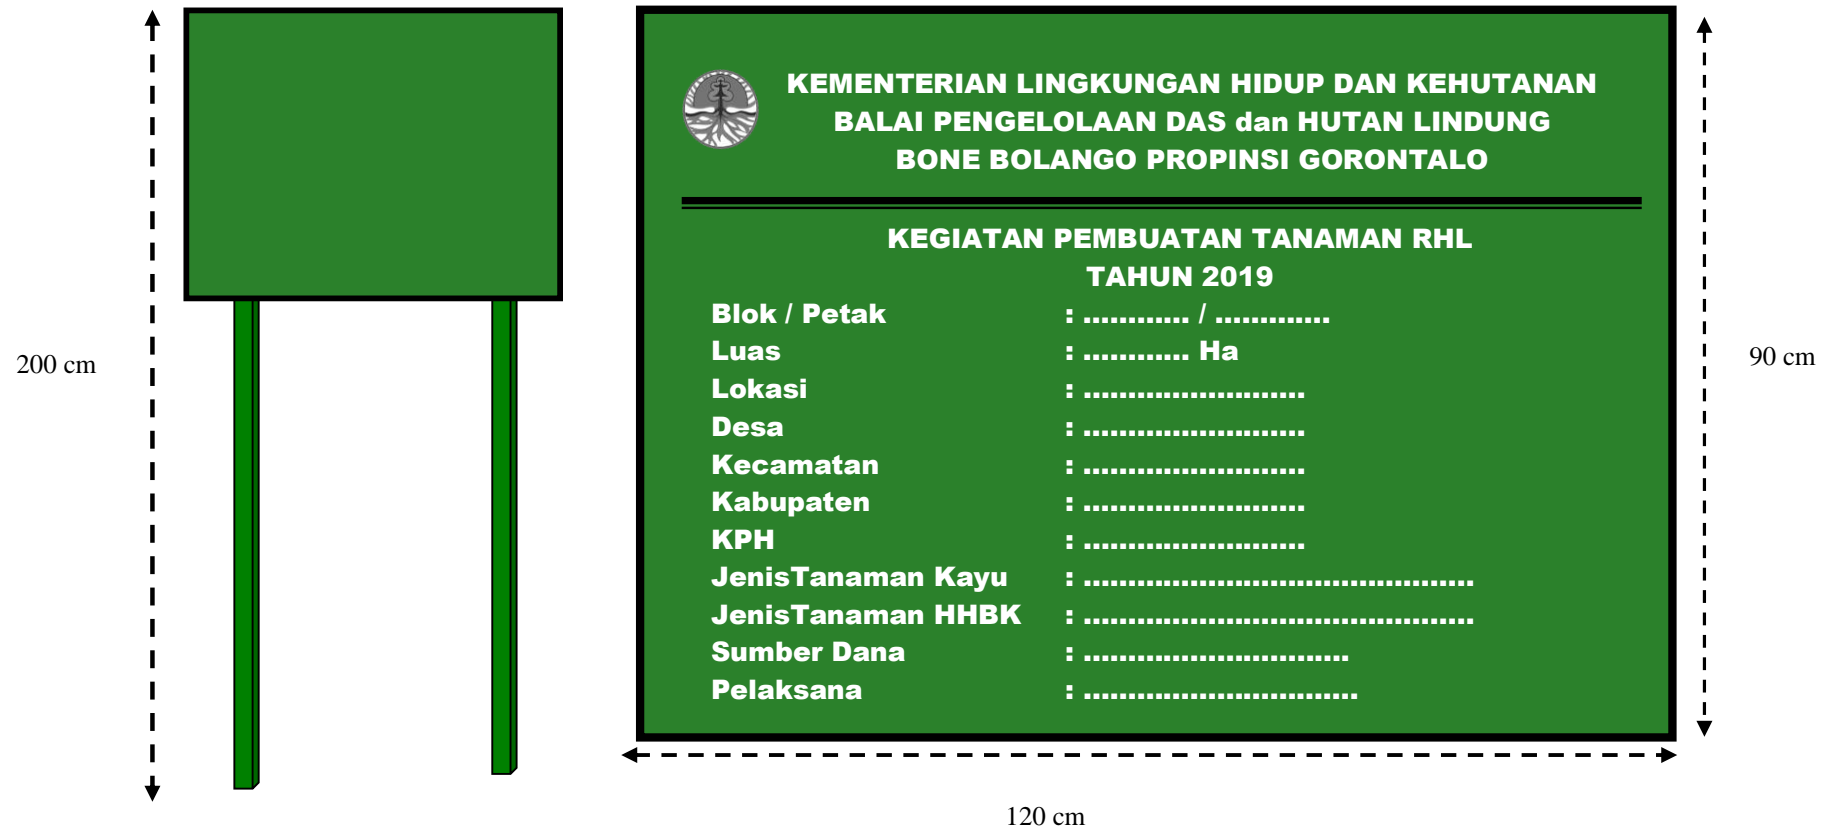 200 cm
KEMENTERIAN LINGKUNGAN HIDUP DAN KEHUTANAN
BALAI PENGELOLAAN DAS dan HUTAN LINDUNG
BONE BOLANGO PROPINSI GORONTALO
KEGIATAN PEMBUATAN TANAMAN RHL
TAHUN 2019
Blok / Petak : ............ / .............
Luas : ............ Ha
Lokasi : .........................
Desa : .........................
Kecamatan : .........................
Kabupaten : .........................
KPH : .........................
JenisTanaman Kayu : ............................................
JenisTanaman HHBK : ............................................
Sumber Dana : ..............................
Pelaksana : ...............................
90 cm
120 cm